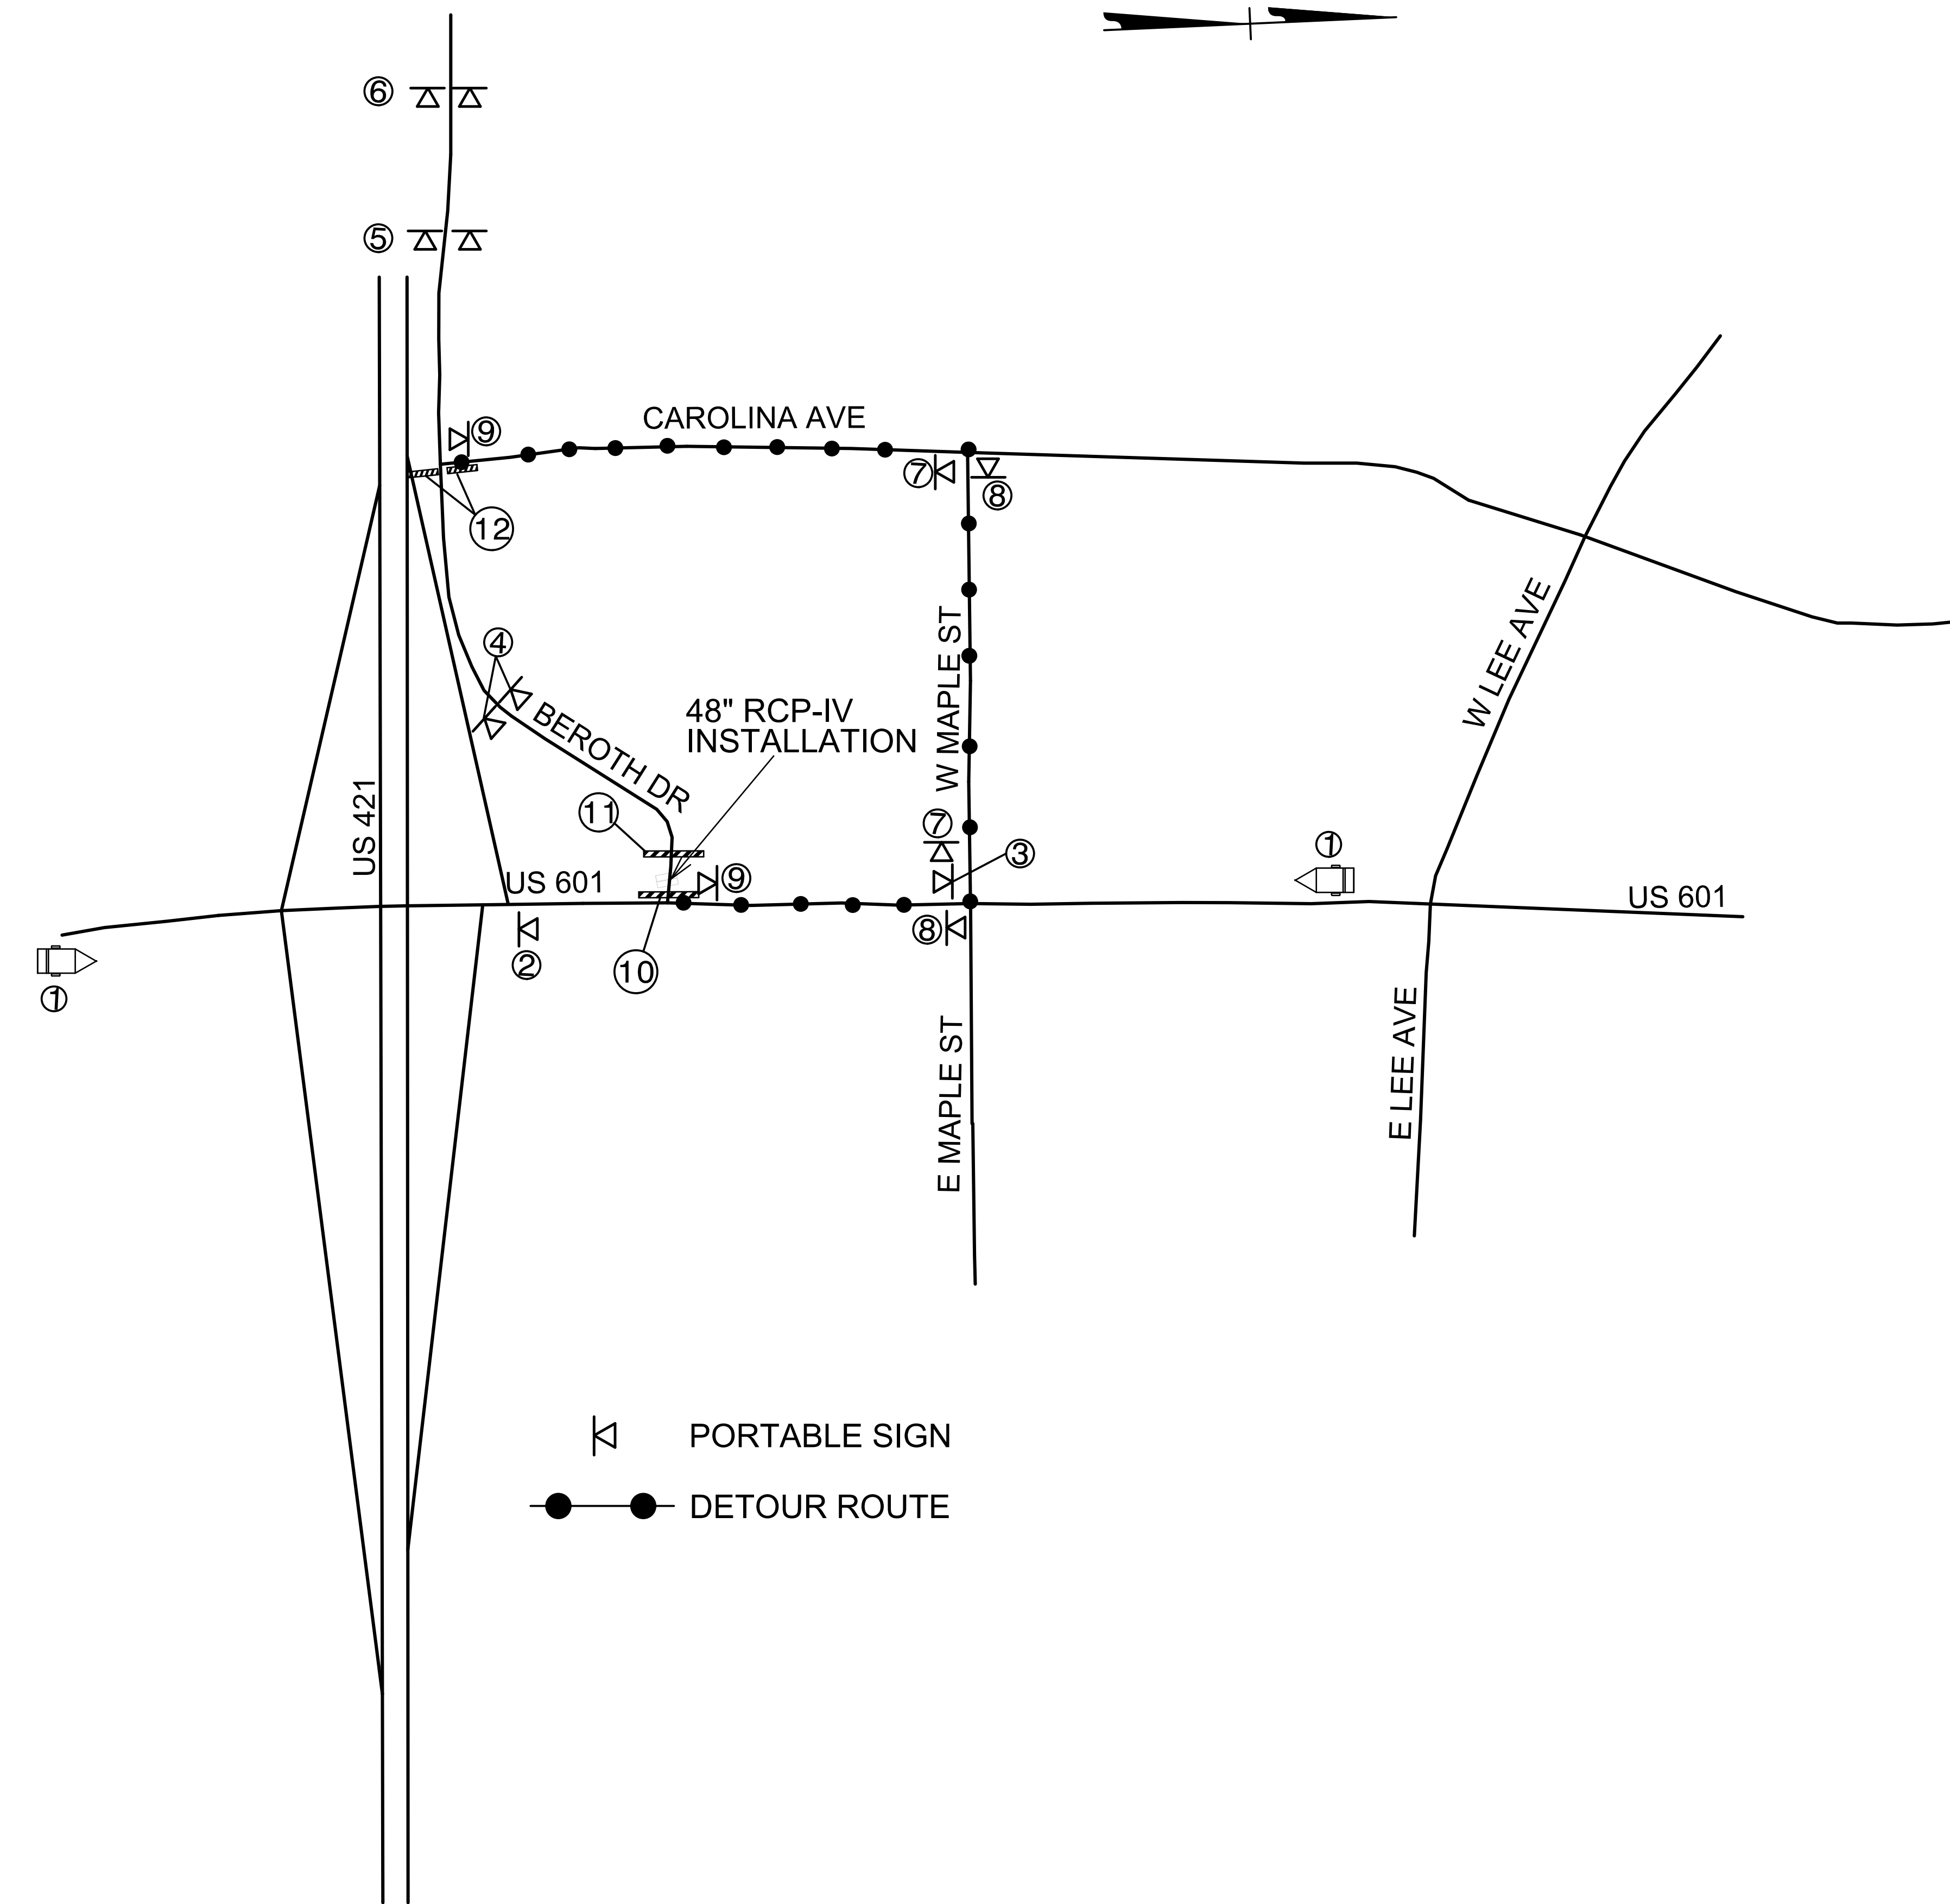 6
5
CAROLINA AVE
9
7
8
12
W LEE AVE
W MAPLE ST
4
48" RCP-IV
INSTALLATION
BEROTH DR
US 421
11
7
3
1
US 601
9
US 601
8
2
10
1
E LEE AVE
E MAPLE ST
PORTABLE SIGN
DETOUR ROUTE